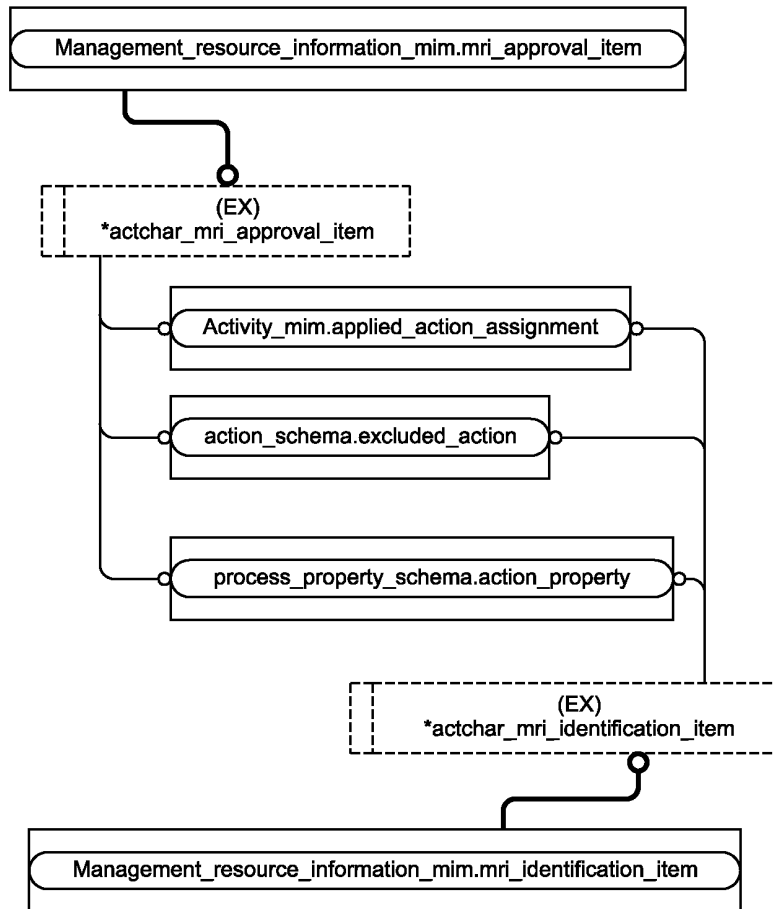 Management_resource_information_mim.mri_approval_item
(EX)
*actchar_mri_approval_item
Activity_mim.applied_action_assignment
action_schema.excluded_action
process_property_schema.action_property
(EX)
*actchar_mri_identification_item
Management_resource_information_mim.mri_identification_item